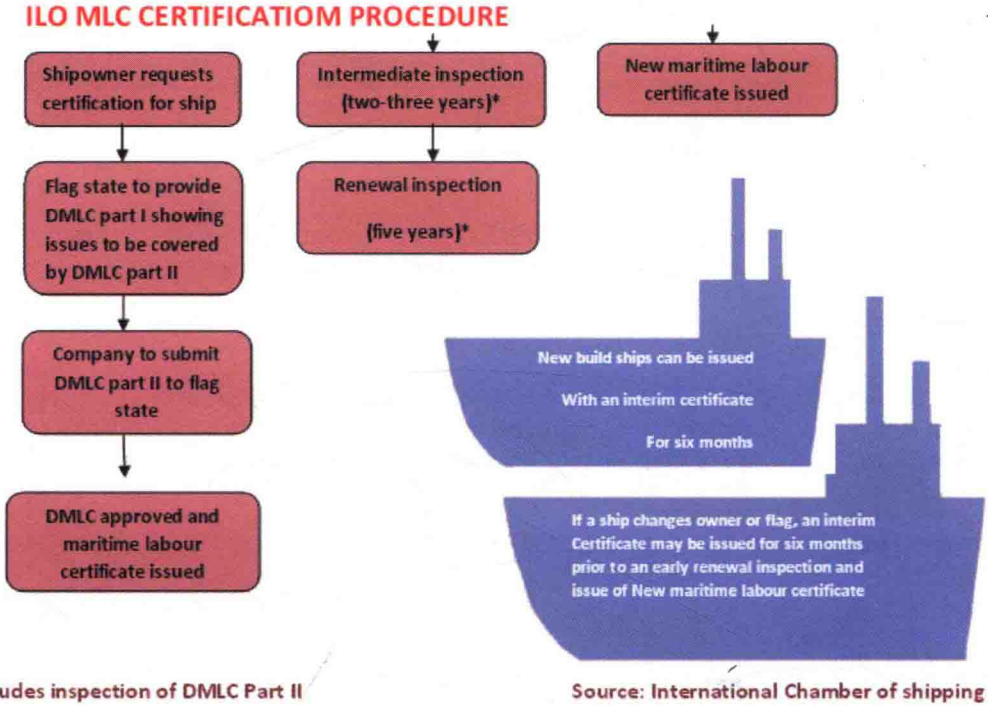 ILO MLC CERTIFICATIOM PROCEDURE
Shipowner requests
certification for ship
Flag state to provide
DMLC part I showing
issues to be covered
by DMLC part II
Company to submit
DMLC part II to flag
state
DMLC approved and
maritime labour
certificate issued
Intermediate inspection
(two-three years)*
Renewal inspection
(five years)*
New maritime labour
certificate issued
New build ships can be issued
With an interim certificate
For six months
If a ship changes owner or flag, an interim
Certificate may be issued for six months
prior to an early renewal inspection and
issue of New maritime labour certificate
inspection of DMLC Part II
Source: International Chamber of shipping